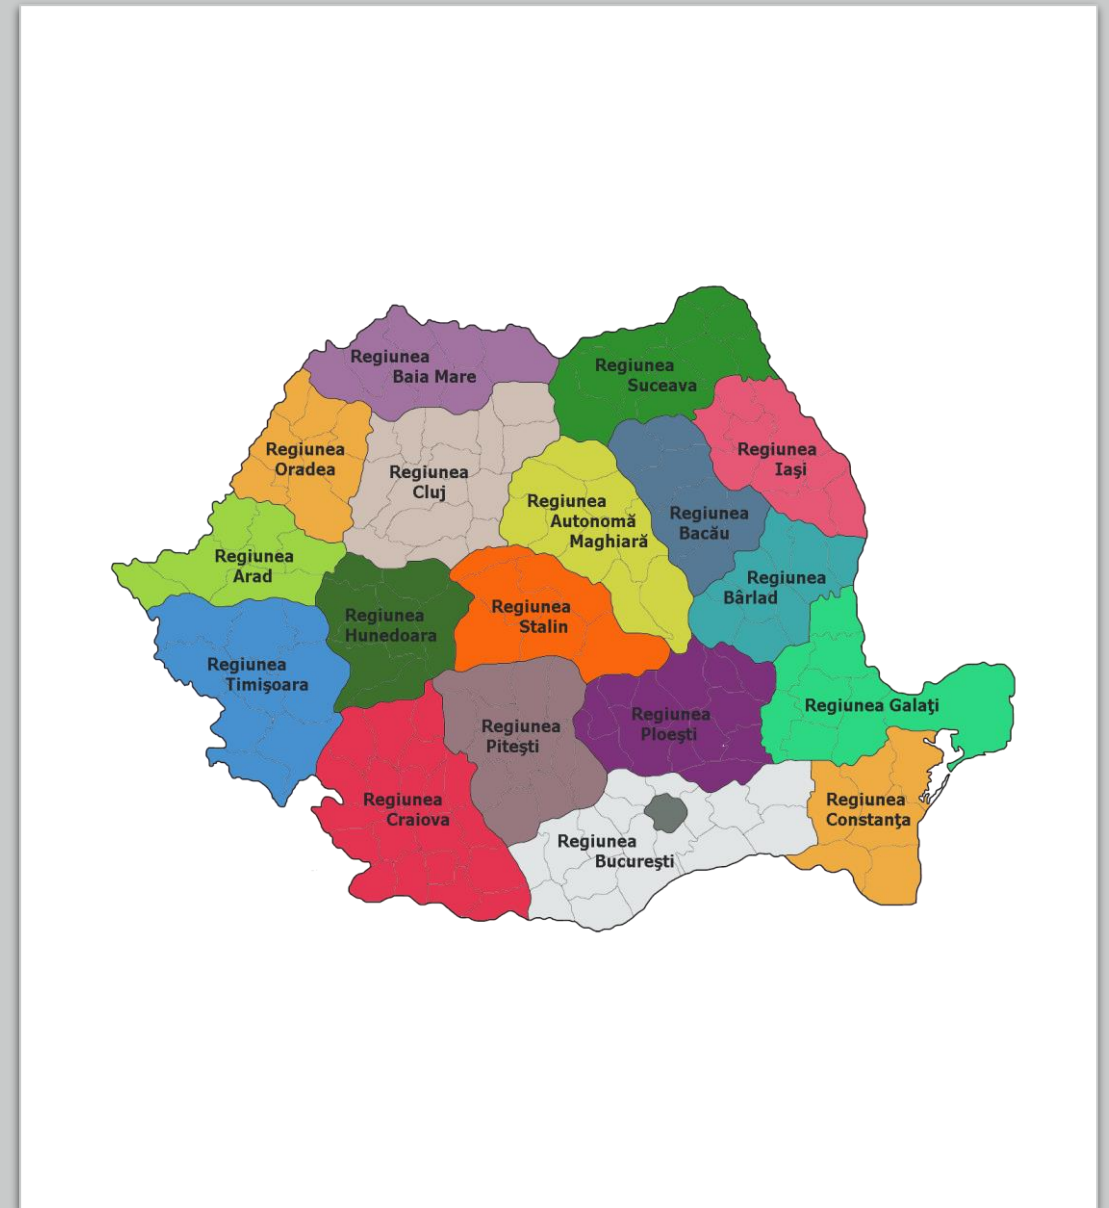 Regiunea
Baia Mare
Regiunea
Suceava
Regiunea
Oradea
Regiunea
Cluj
Regiunea
Iaşi
Regiunea
Autonomă
Maghiară
Regiunea
Bacău
Regiunea
Arad
Regiunea
Bârlad
Regiunea
Hunedoara
Regiunea
Stalin
Regiunea
Timişoara
Regiunea
Piteşti
Regiunea
Ploeşti
Regiunea Galaţi
Regiunea
Craiova
Regiunea
Constanţa
Regiunea
Bucureşti